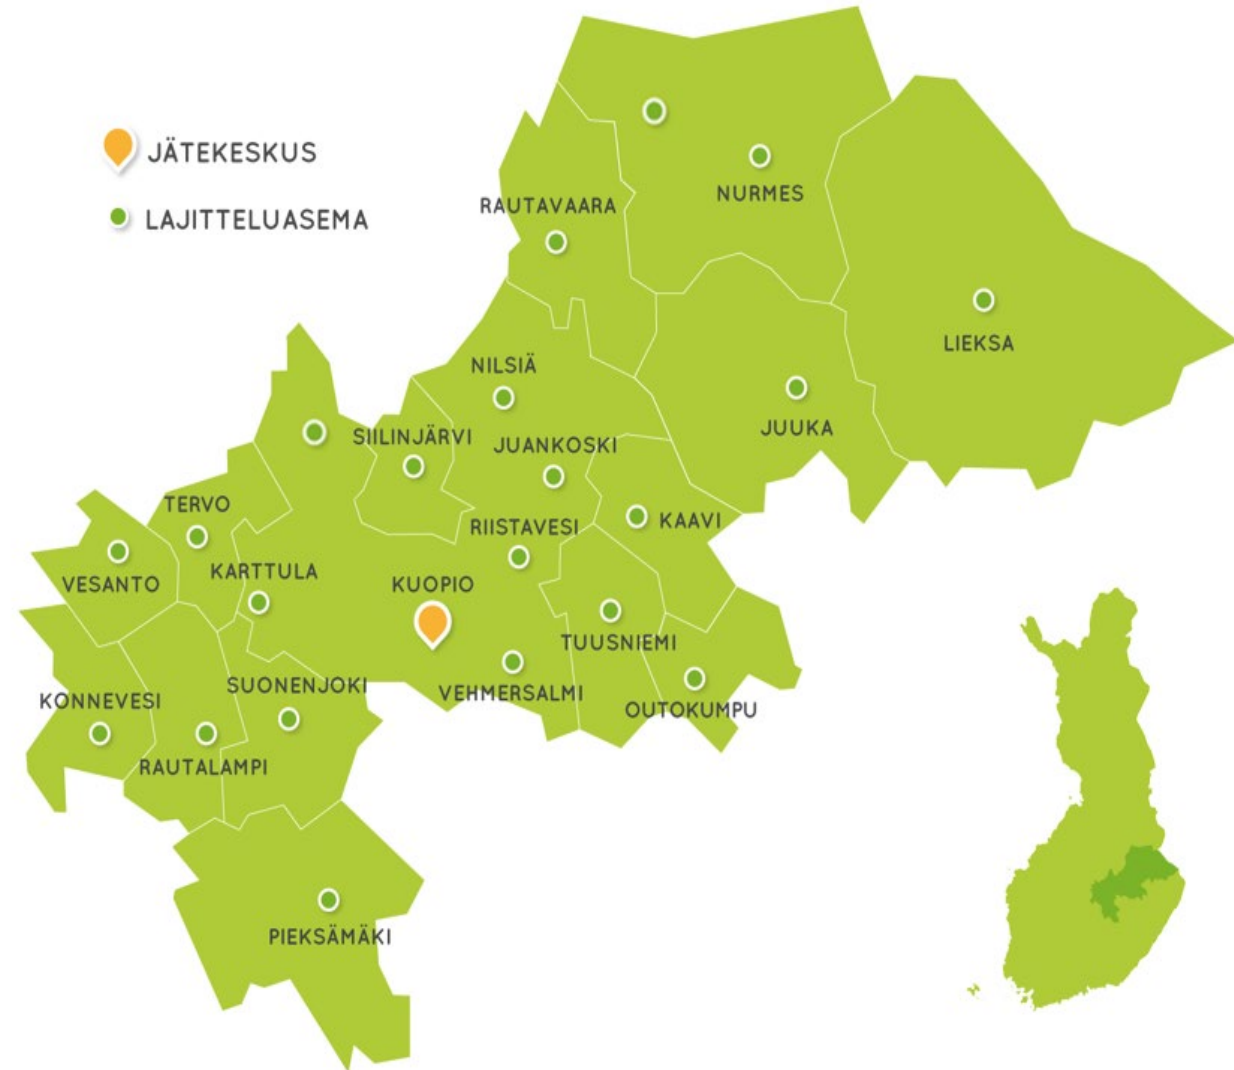 JÄTEKESKUS
LAJITTELUASEMA
RAUTAVAARA
NURMES
LIEKSA
NILSIÄ
JUUKA
SIILINJÄRVI
JUANKOSKI
TERVO
RIISTAVESI
KAAVI
VESANTO
KARTTULA
KUOPIO
TUUSNIEMI
KONNEVESI
SUONENJOKI
VEHMERSALMI
OUTOKUMPU
RAUTALAMPI
PIEKSÄMÄKI